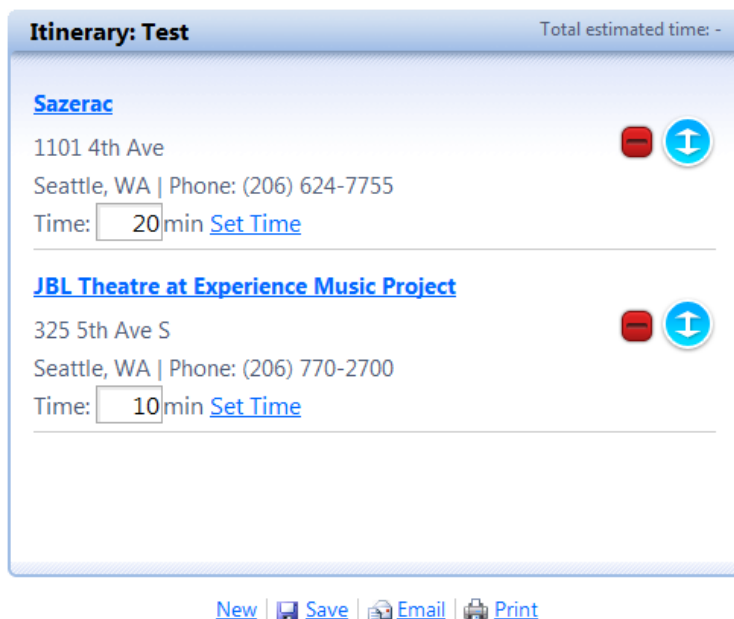 Itinerary: Test Total estimated time: -
Sazerac
1101 4th Ave
Seattle, WA | Phone: (206) 624-7755
Time: 20 min Set Time
JBL Theatre at Experience Music Project
325 5th Ave S
Seattle, WA | Phone: (206) 770-2700
Time: 10 min Set Time
New | Save | Email | Print